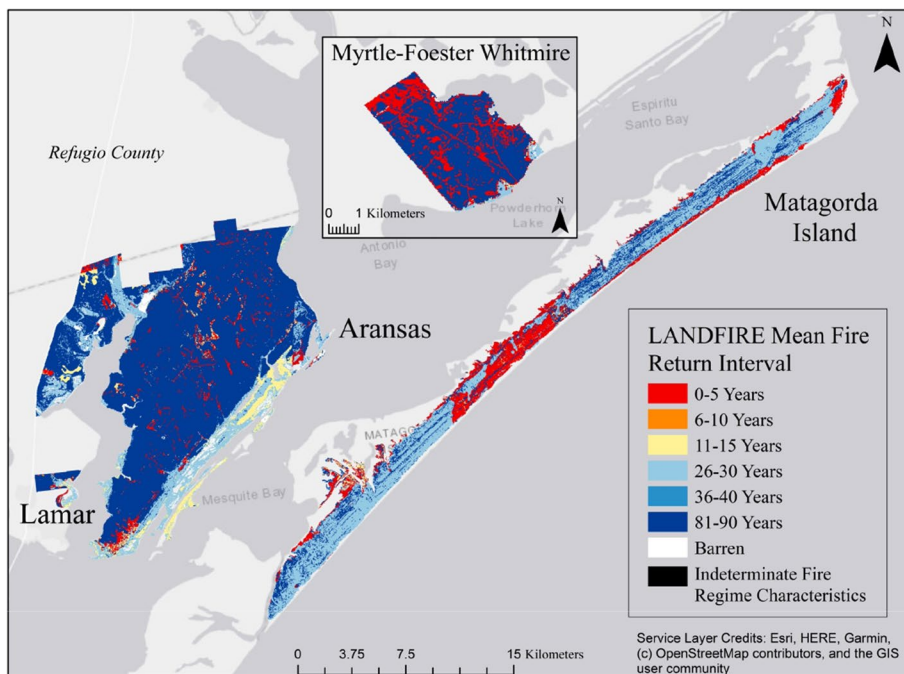 Myrtle-Foester Whitmire
N
Espiritu
Santo Bay
Refugio County
Powderhorn
Lake
0 1 Kilometers
N
Antonio
Bay
Matagorda
Island
Aransas
LANDFIRE Mean Fire
Return Interval
0-5 Years
6-10 Years
11-15 Years
26-30 Years
36-40 Years
81-90 Years
Barren
Indeterminate Fire
Regime Characteristics
MATAGO
Mesquite Bay
Lamar
0 3.75 7.5 15 Kilometers
Service Layer Credits: Esri, HERE, Garmin,
(c) OpenStreetMap contributors, and the GIS
user community